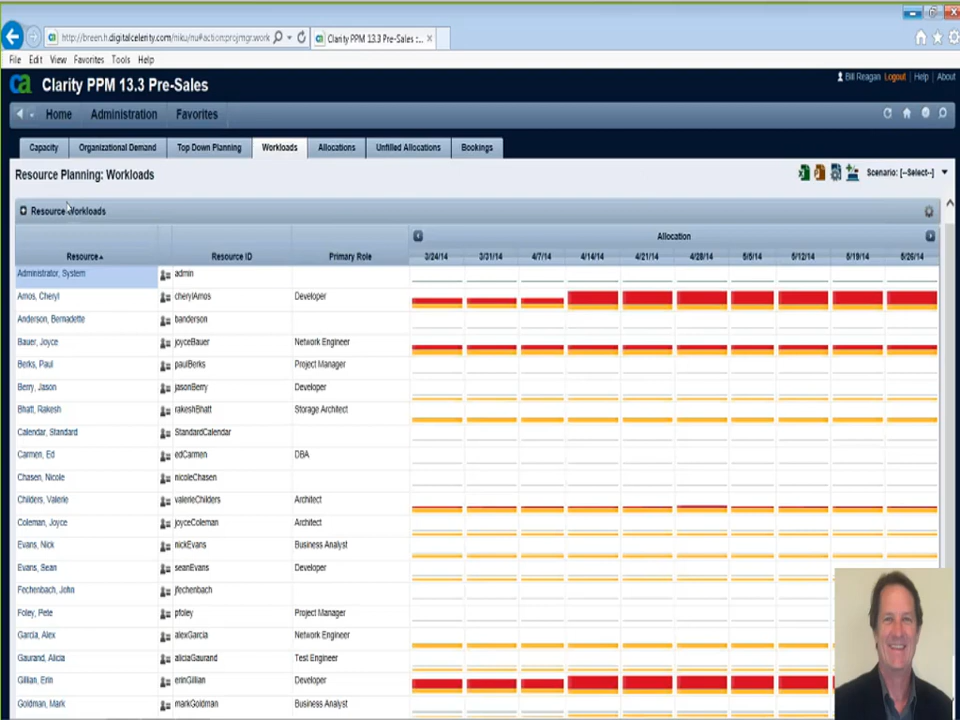 http://breen.h.digitalcelerity.com/niku/nu#action:projmgr.work
Clarity PPM 13.3 Pre-Sales :...
File Edit View Favorites Tools Help
ca Clarity PPM 13.3 Pre-Sales
Bill Reagan Logout | Help | About
Home Administration Favorites
Capacity Organizational Demand Top Down Planning Workloads Allocations Unfilled Allocations Bookings
Resource Planning: Workloads
Scenario: [--Select--]
Resource Workloads
Allocation
Resource Resource ID Primary Role 3/24/14 3/31/14 4/7/14 4/14/14 4/21/14 4/28/14 5/5/14 5/12/14 5/19/14 5/26/14
Administrator, System admin
Amos, Cheryl cherylAmos Developer
Anderson, Bernadette banderson
Bauer, Joyce joyceBauer Network Engineer
Berks, Paul paulBerks Project Manager
Berry, Jason jasonBerry Developer
Bhatt, Rakesh rakeshBhatt Storage Architect
Calendar, Standard StandardCalendar
Carmen, Ed edCarmen DBA
Chasen, Nicole nicoleChasen
Childers, Valerie valerieChilders Architect
Coleman, Joyce joyceColeman Architect
Evans, Nick nickEvans Business Analyst
Evans, Sean seanEvans Developer
Fechenbach, John jfechenbach
Foley, Pete pfoley Project Manager
Garcia, Alex alexGarcia Network Engineer
Gaurand, Alicia aliciaGaurand Test Engineer
Gillian, Erin erinGillian Developer
Goldman, Mark markGoldman Business Analyst